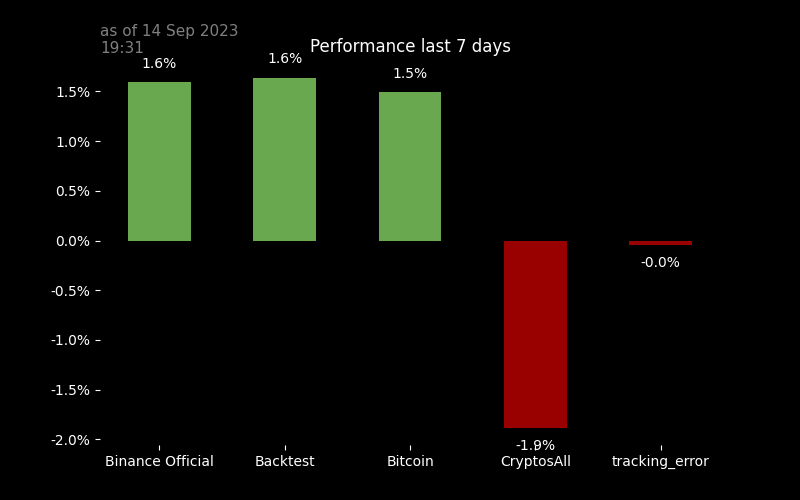 as of 14 Sep 2023
19:31
Performance last 7 days
1.6%
1.6%
1.5%
-1.9%
-0.0%
1.5%
1.0%
0.5%
0.0%
-0.5%
-1.0%
-1.5%
-2.0%
Binance Official
Backtest
Bitcoin
CryptosAll
tracking_error